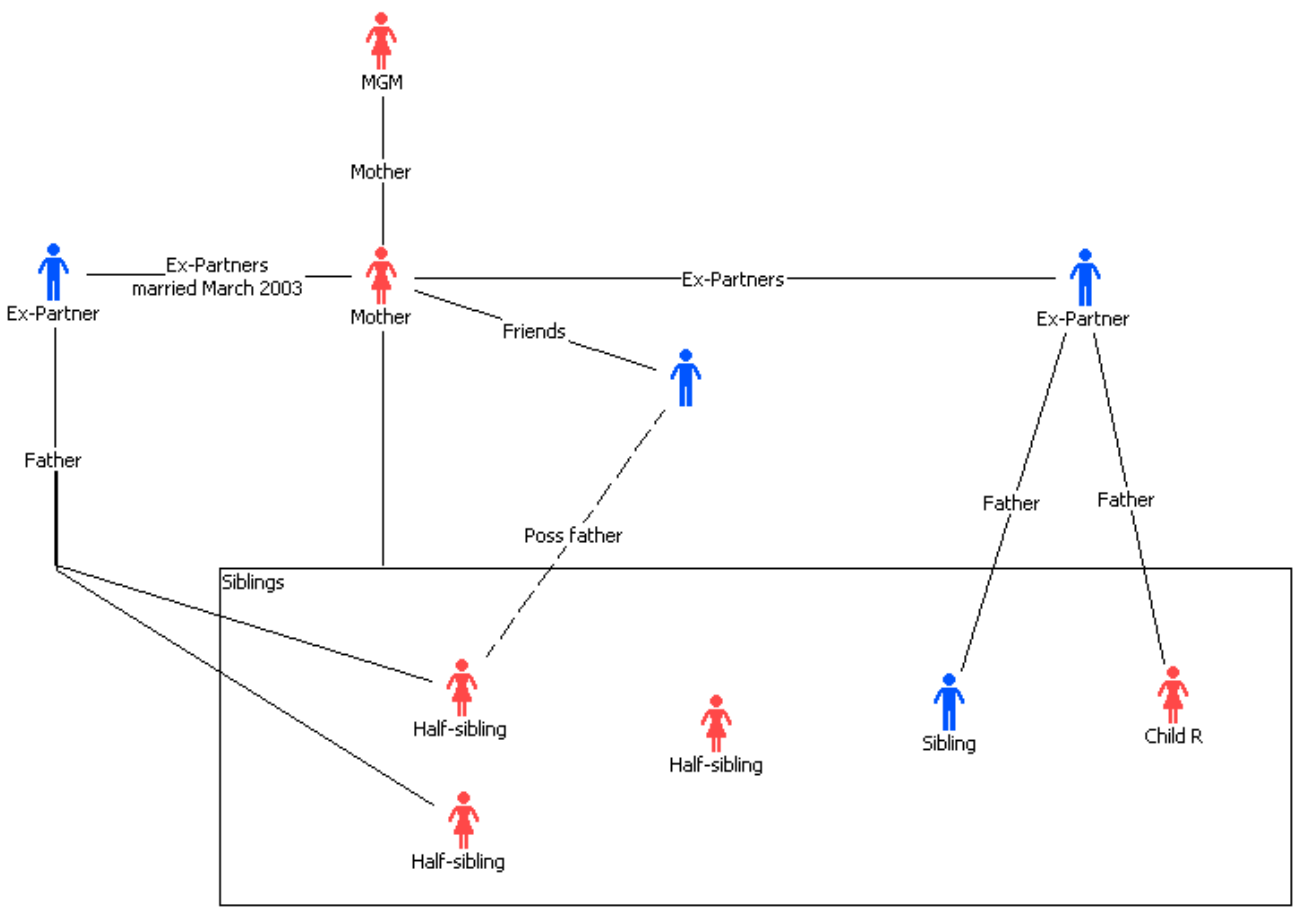 MGM
Mother
Ex-Partners
married March 2003
Ex-Partners
Ex-Partner
Mother
Ex-Partner
Friends
Father
Father
Father
Poss father
Siblings
Half-sibling
Half-sibling
Sibling
Child R
Half-sibling